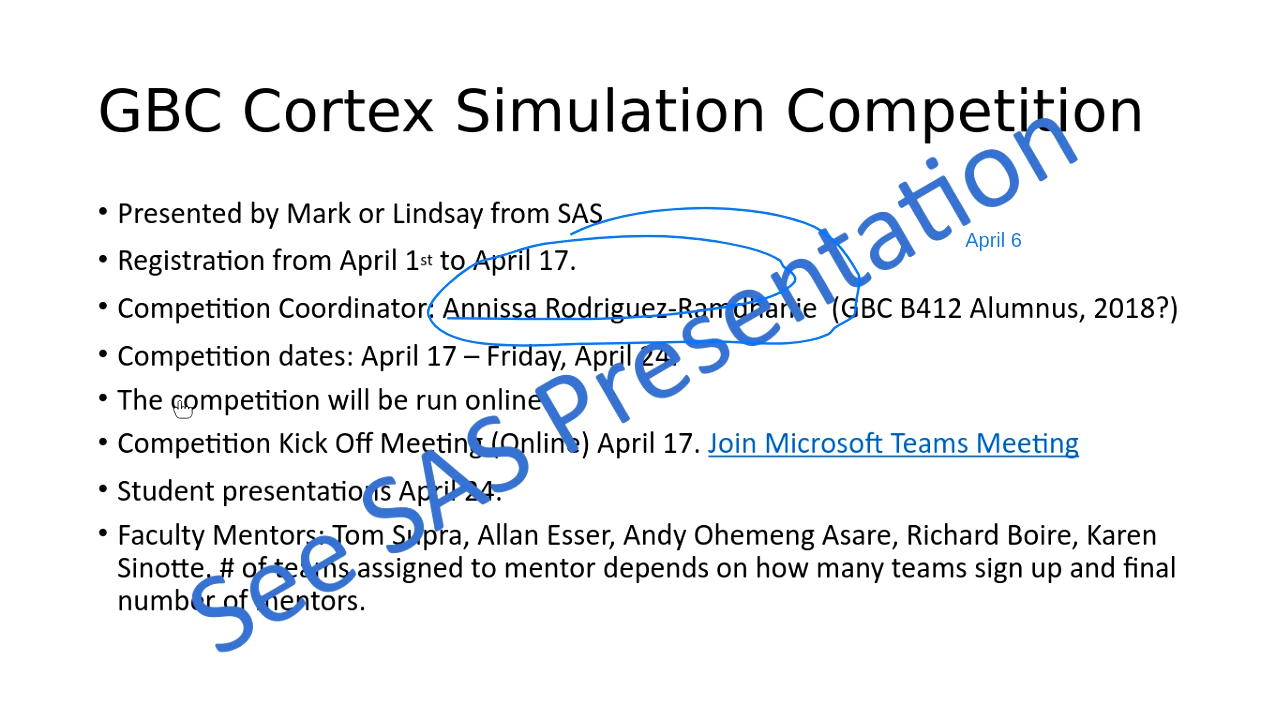 GBC Cortex Simulation Competition
• Presented by Mark or Lindsay from SAS
• Registration from April 1st to April 17.
April 6
• Competition Coordinator: Annissa Rodriguez-Ramdhanie (GBC B412 Alumnus, 2018?)
• Competition dates: April 17 – Friday, April 24.
• The competition will be run online.
• Competition Kick Off Meeting (Online) April 17. Join Microsoft Teams Meeting
• Student presentations April 24.
• Faculty Mentors: Tom Supra, Allan Esser, Andy Ohemeng Asare, Richard Boire, Karen
Sinotte. # of teams assigned to mentor depends on how many teams sign up and final
number of mentors.
See SAS Presentation